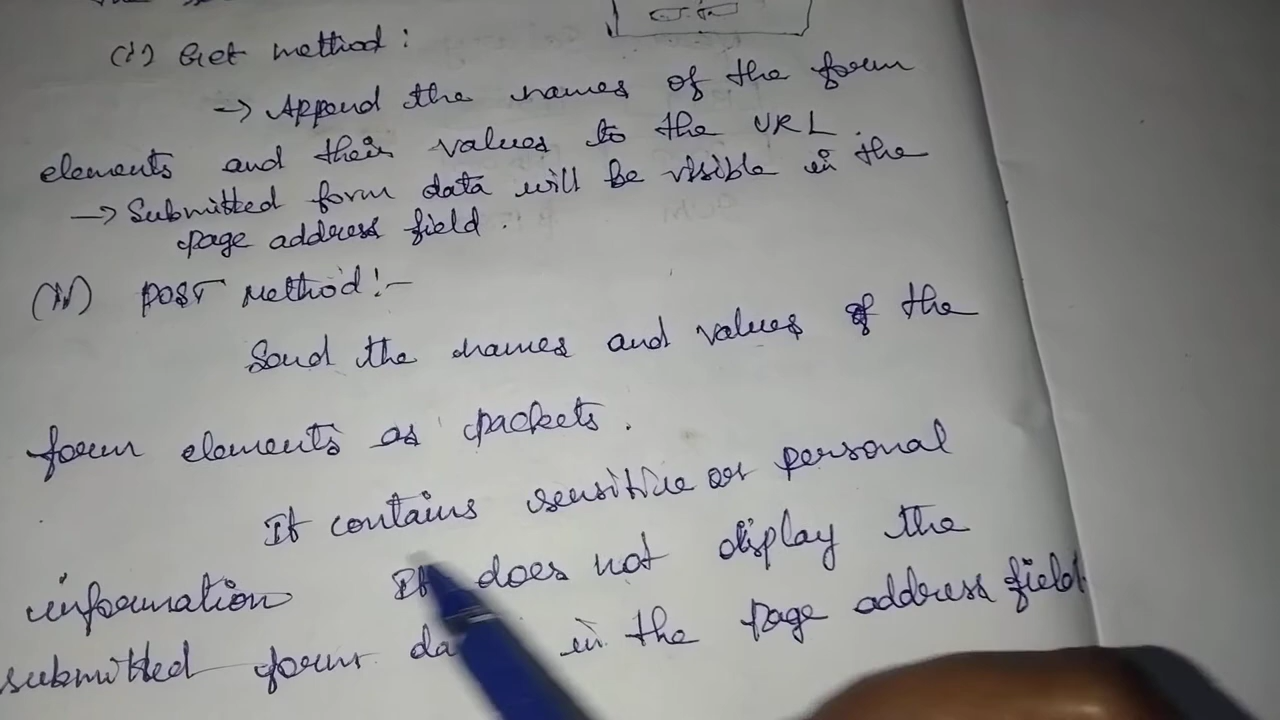 (i) Get method:
-> Append the names of the form
elements and their values to the URL.
-> Submitted form data will be visible in the
page address field.
POST Method:-
Send the names and values of the
form elements as packets.
It contains sensitive or personal
information It does not display the
submitted form in the page address field